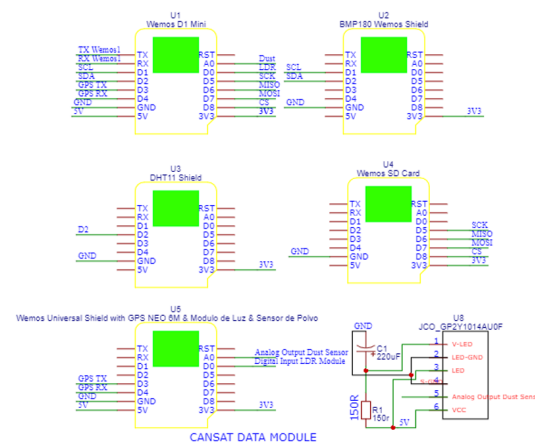 U1
Wemos D1 Mini
TX Wemos1 TX RST
RX Wemos1 RX A0 Dust
SCL D1 D0 LDR
SDA D2 D5 SCK
GPS TX D3 D6 MISO
GPS RX D4 D7 MOSI
GND GND D8 CS
5V 5V 3V3 3V3
U2
BMP180 Wemos Shield
TX RST
RX A0
SCL D1 D0
SDA D2 D5
D3 D6
D4 D7
GND GND D8
5V 3V3 3V3
U3
DHT11 Shield
TX RST
RX A0
D1 D0
D2 D2 D5
D3 D6
D4 D7
GND GND D8
5V 3V3 3V3
U4
Wemos SD Card
TX RST
RX A0
D1 D0
D2 D5 SCK
D3 D6 MISO
D4 D7 MOSI
GND GND D8 CS
5V 3V3 3V3
U5
Wemos Universal Shield with GPS NEO 6M & Modulo de Luz & Sensor de Polvo
TX RST
RX A0 Analog Output Dust Sensor
D1 D0 Digital Input LDR Module
D2 D5
GPS TX D3 D6
GPS RX D4 D7
GND GND D8
5V 5V 3V3 3V3
GND
C1
220uF
150R
R1
150r
5V
U8
JCO_GP2Y1014AU0F
1 V-LED
2 LED-GND
3 LED
4
5 Analog Output Dust Sens
6 VCC
CANSAT DATA MODULE